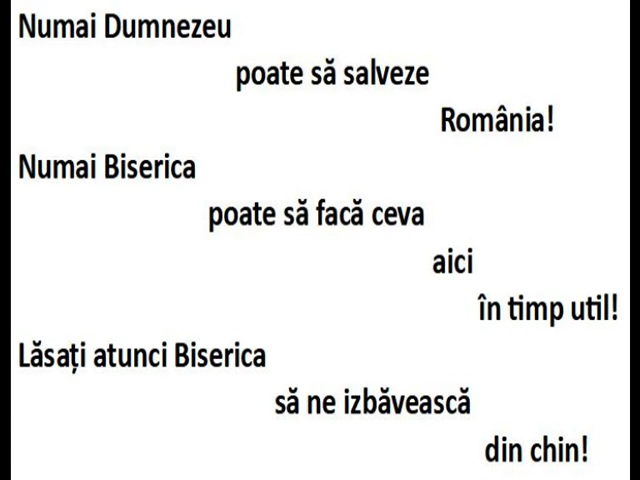 Numai Dumnezeu
poate să salveze
România!
Numai Biserica
poate să facă ceva
aici
în timp util!
Lăsați atunci Biserica
să ne izbăvească
din chin!